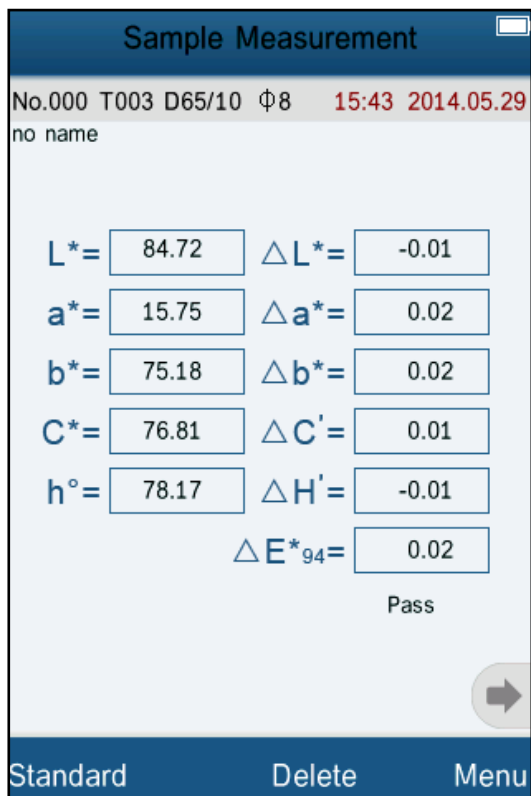 Sample Measurement
No.000 T003 D65/10 Φ8 15:43 2014.05.29
no name
L*= 84.72 △L*= -0.01
a*= 15.75 △a*= 0.02
b*= 75.18 △b*= 0.02
C*= 76.81 △C'= 0.01
h°= 78.17 △H'= -0.01
△E*94= 0.02
Pass
Standard Delete Menu